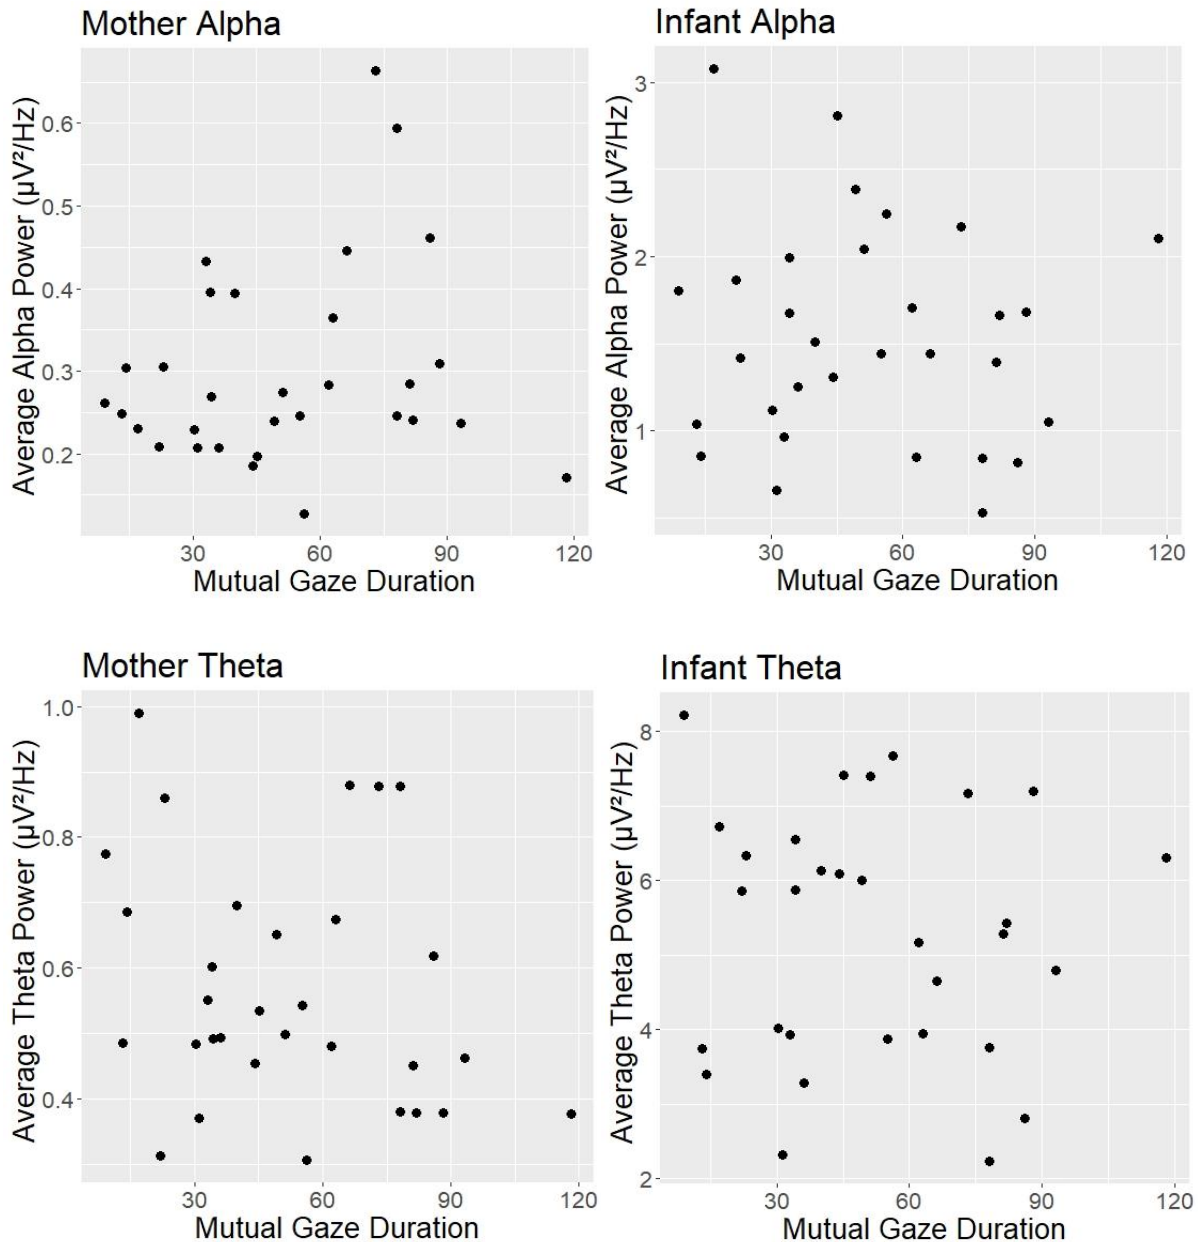 Mother Alpha
Average Alpha Power (µV²/Hz)
0.6
0.5
0.4
0.3
0.2
30 60 90 120
Mutual Gaze Duration
Infant Alpha
Average Alpha Power (µV²/Hz)
3
2
1
30 60 90 120
Mutual Gaze Duration
Mother Theta
Average Theta Power (µV²/Hz)
1.0
0.8
0.6
0.4
30 60 90 120
Mutual Gaze Duration
Infant Theta
Average Theta Power (µV²/Hz)
8
6
4
2
30 60 90 120
Mutual Gaze Duration